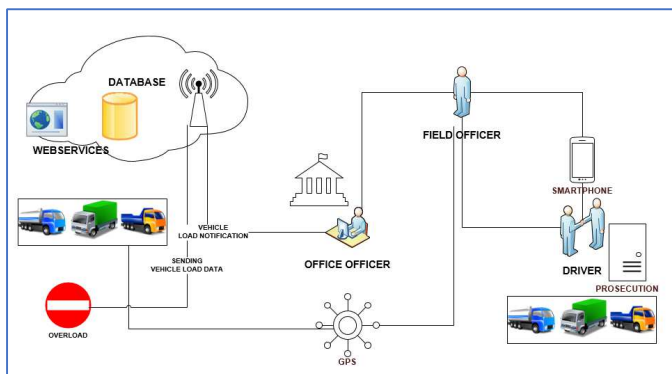 DATABASE
WEBSERVICES
FIELD OFFICER
SMARTPHONE
VEHICLE
LOAD NOTIFICATION
OFFICE OFFICER
SENDING
VEHICLE LOAD DATA
DRIVER
PROSECUTION
OVERLOAD
GPS